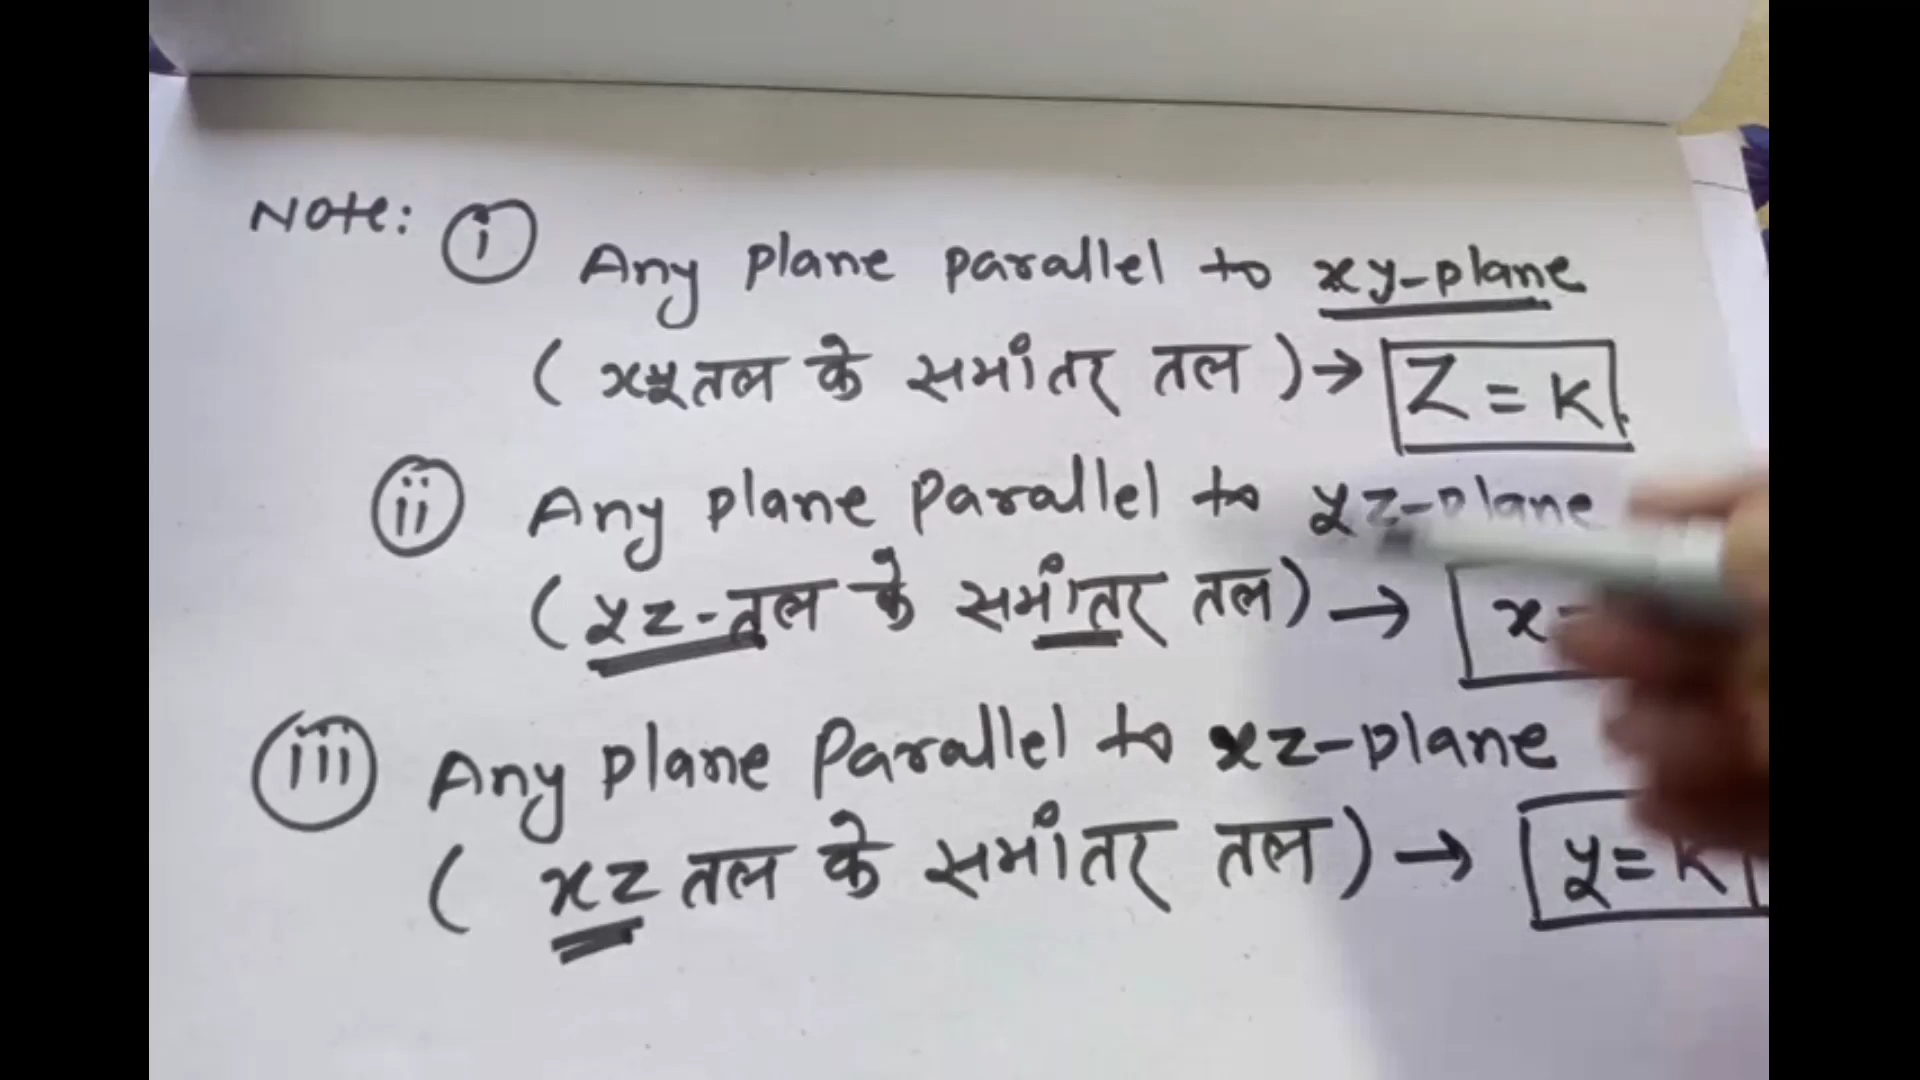 Note: (i) Any plane parallel to xy-plane
(xy तल के समांतर तल) → Z = K
(ii) Any plane parallel to yz-plane
(yz-तल के समांतर तल) → x
(iii) Any plane Parallel to xz-plane
(xz तल के समांतर तल) → y = K